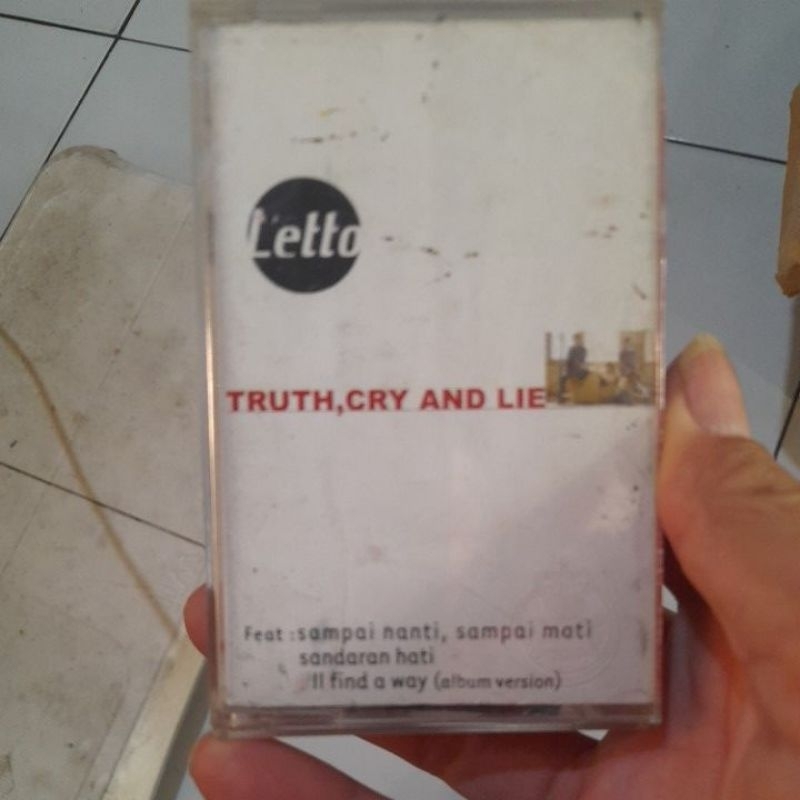 Letto
TRUTH,CRY AND LIE
Feat : sampai nanti, sampai mati
sandaran hati
ll find a way (album version)